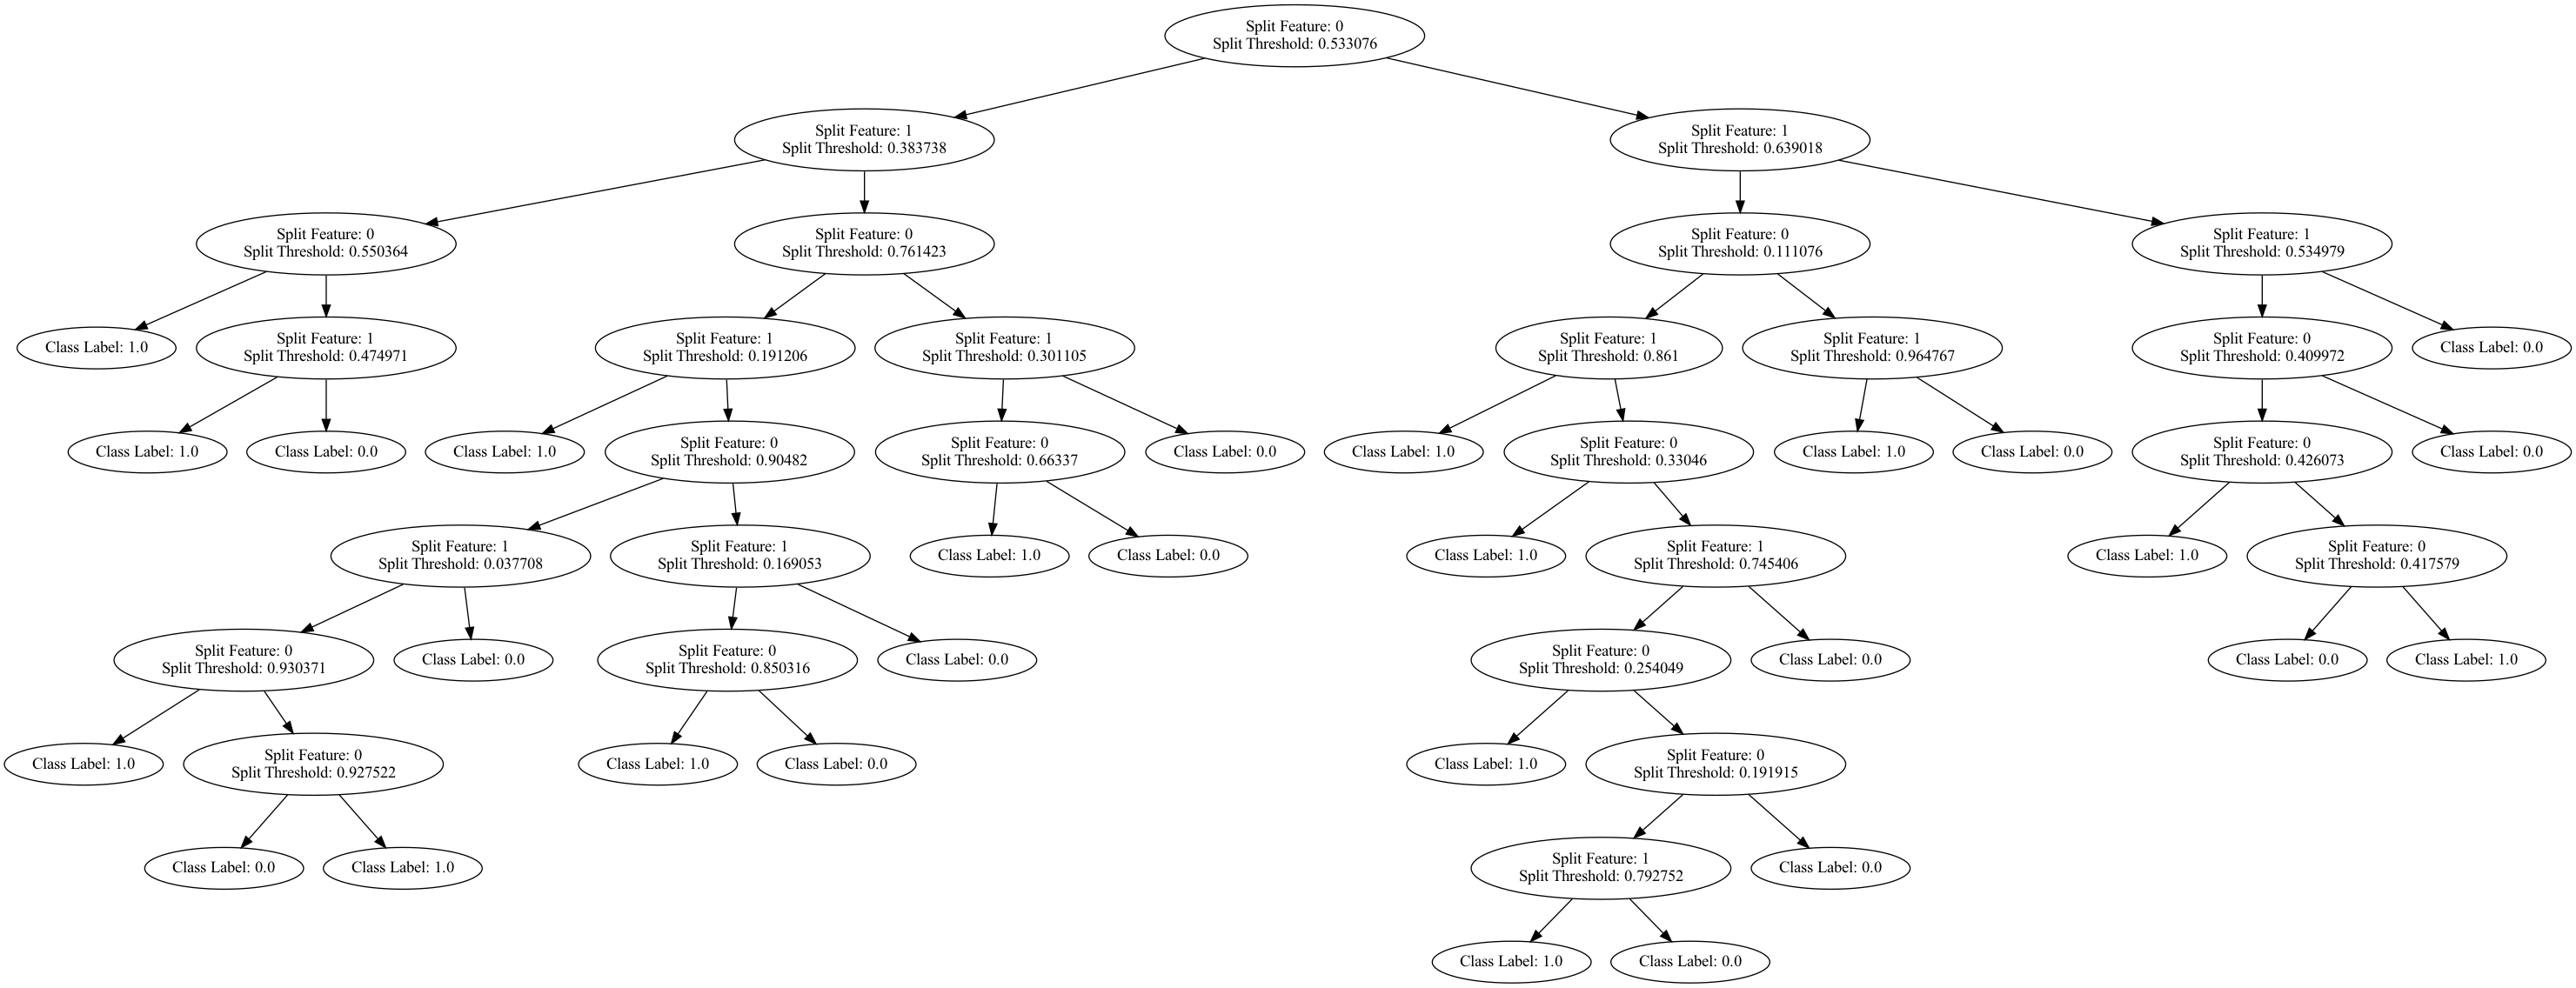 Split Feature: 0
Split Threshold: 0.533076
Split Feature: 1
Split Threshold: 0.383738
Split Feature: 1
Split Threshold: 0.639018
Split Feature: 0
Split Threshold: 0.550364
Split Feature: 0
Split Threshold: 0.761423
Split Feature: 0
Split Threshold: 0.111076
Split Feature: 1
Split Threshold: 0.534979
Class Label: 1.0
Split Feature: 1
Split Threshold: 0.474971
Split Feature: 1
Split Threshold: 0.191206
Split Feature: 1
Split Threshold: 0.301105
Split Feature: 1
Split Threshold: 0.861
Split Feature: 1
Split Threshold: 0.964767
Split Feature: 0
Split Threshold: 0.409972
Class Label: 0.0
Class Label: 1.0
Class Label: 0.0
Class Label: 1.0
Split Feature: 0
Split Threshold: 0.90482
Split Feature: 0
Split Threshold: 0.66337
Class Label: 0.0
Class Label: 1.0
Split Feature: 0
Split Threshold: 0.33046
Class Label: 1.0
Class Label: 0.0
Split Feature: 0
Split Threshold: 0.426073
Class Label: 0.0
Split Feature: 1
Split Threshold: 0.037708
Split Feature: 1
Split Threshold: 0.169053
Class Label: 1.0
Class Label: 0.0
Class Label: 1.0
Split Feature: 1
Split Threshold: 0.745406
Class Label: 1.0
Split Feature: 0
Split Threshold: 0.417579
Split Feature: 0
Split Threshold: 0.930371
Class Label: 0.0
Split Feature: 0
Split Threshold: 0.850316
Class Label: 0.0
Split Feature: 0
Split Threshold: 0.254049
Class Label: 0.0
Class Label: 0.0
Class Label: 1.0
Class Label: 1.0
Split Feature: 0
Split Threshold: 0.927522
Class Label: 1.0
Class Label: 0.0
Class Label: 1.0
Split Feature: 0
Split Threshold: 0.191915
Class Label: 0.0
Class Label: 1.0
Split Feature: 1
Split Threshold: 0.792752
Class Label: 0.0
Class Label: 1.0
Class Label: 0.0